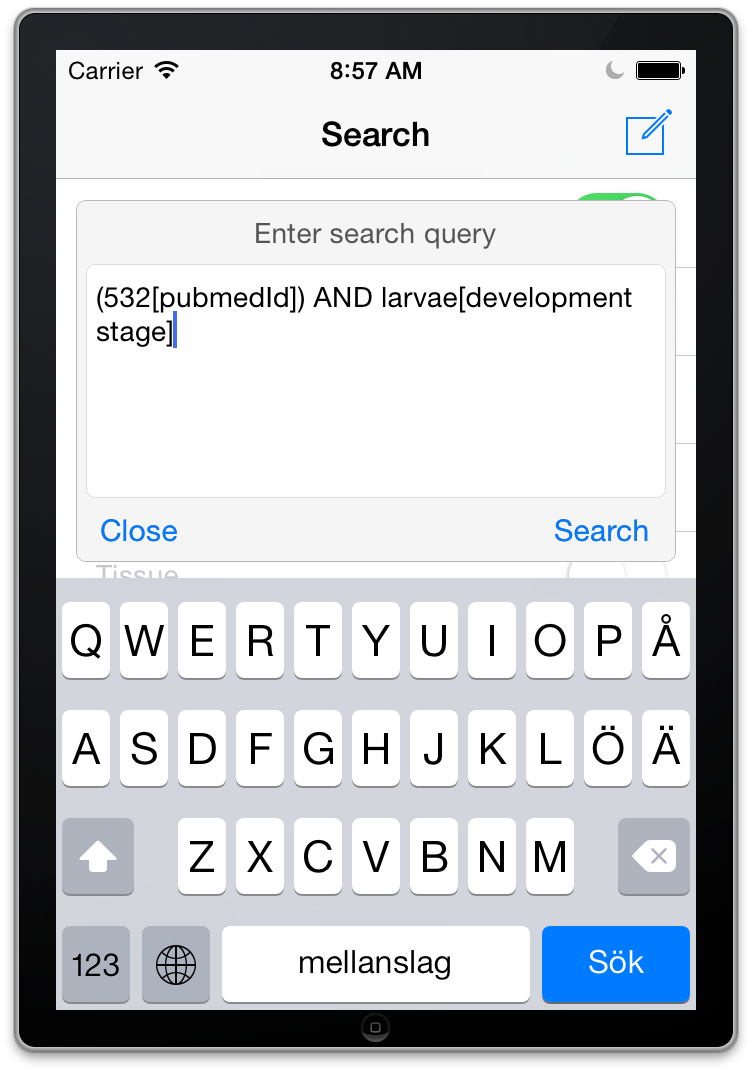 Carrier 8:57 AM
Search
Enter search query
(532[pubmedId]) AND larvae[development
stage]
Close Search
Tissue
Q W E R T Y U I O P Å
A S D F G H J K L Ö Ä
Z X C V B N M
123 mellanslag Sök